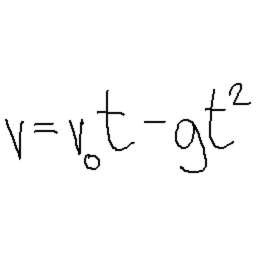 v = v₀t - gt²